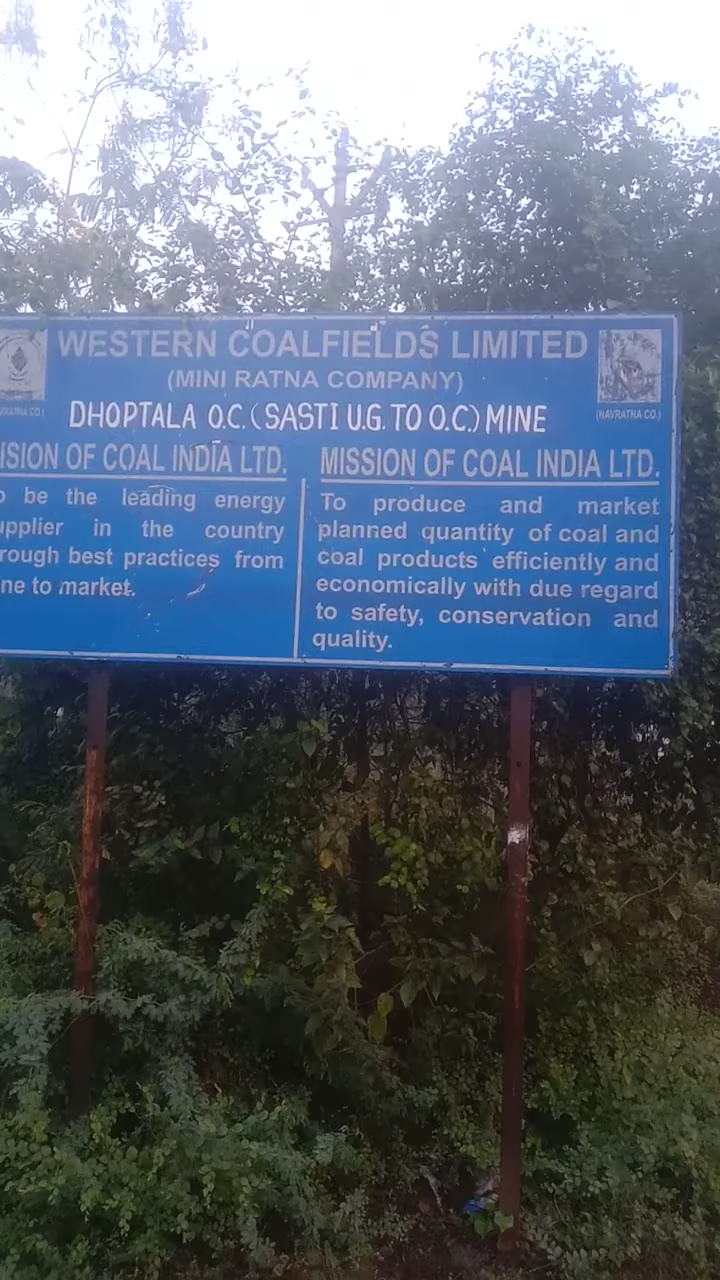 WESTERN COALFIELDS LIMITED
(MINI RATNA COMPANY)
DHOPTALA O.C. (SASTI U.G. TO O.C.) MINE
(NAVRATNA CO.)
ISION OF COAL INDIA LTD.
be the leading energy
upplier in the country
rough best practices from
ne to market.
MISSION OF COAL INDIA LTD.
To produce and market
planned quantity of coal and
coal products efficiently and
economically with due regard
to safety, conservation and
quality.